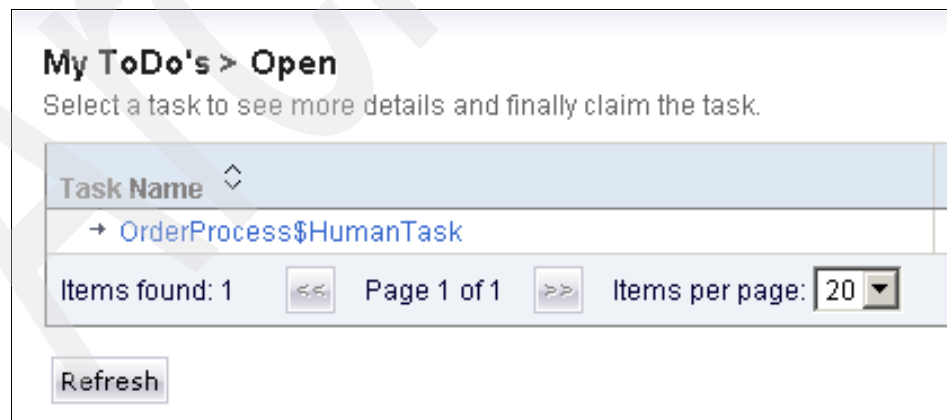 My ToDo's > Open
Select a task to see more details and finally claim the task.
Task Name
OrderProcess$HumanTask
Items found: 1 << Page 1 of 1 >> Items per page: 20
Refresh